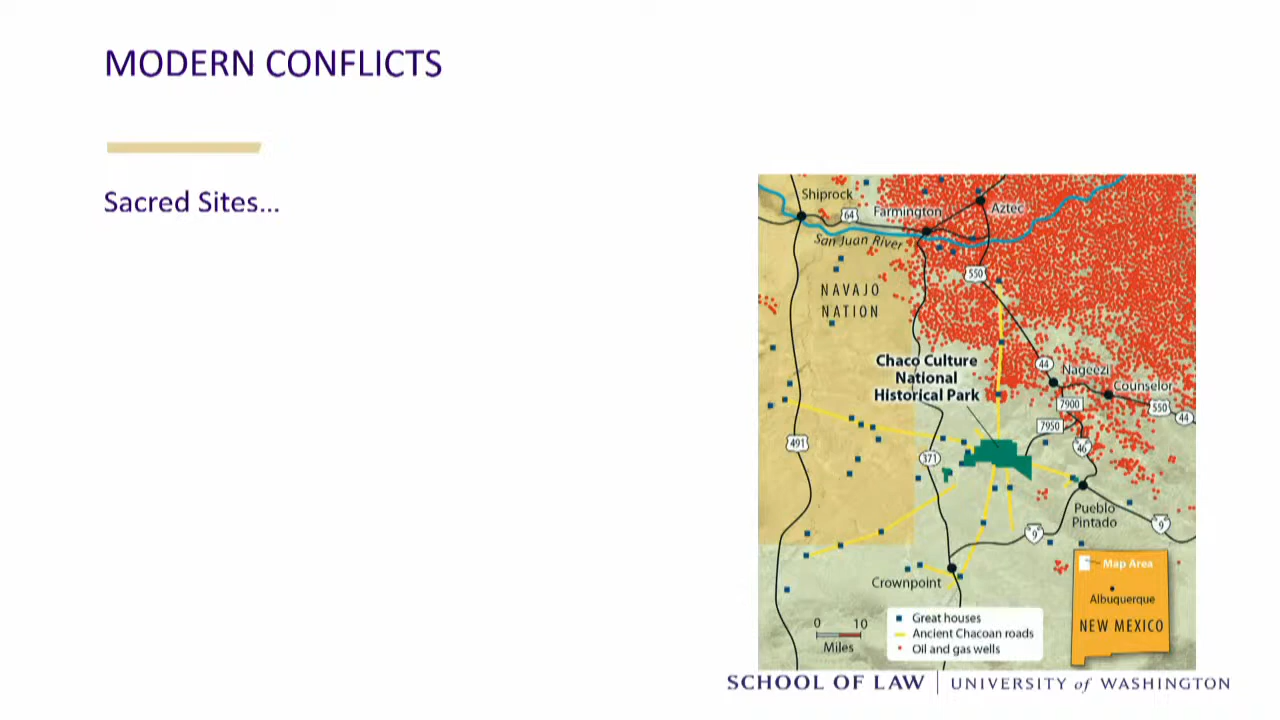 MODERN CONFLICTS
Sacred Sites...
Shiprock
64
Farmington
Aztec
San Juan River
550
NAVAJO
NATION
Chaco Culture
National
Historical Park
44
Nageezi
Counselor
7900
550
44
7950
491
371
46
Pueblo
Pintado
9
9
Crownpoint
Map Area
Albuquerque
NEW MEXICO
0 10
Miles
Great houses
Ancient Chacoan roads
Oil and gas wells
SCHOOL OF LAW | UNIVERSITY of WASHINGTON